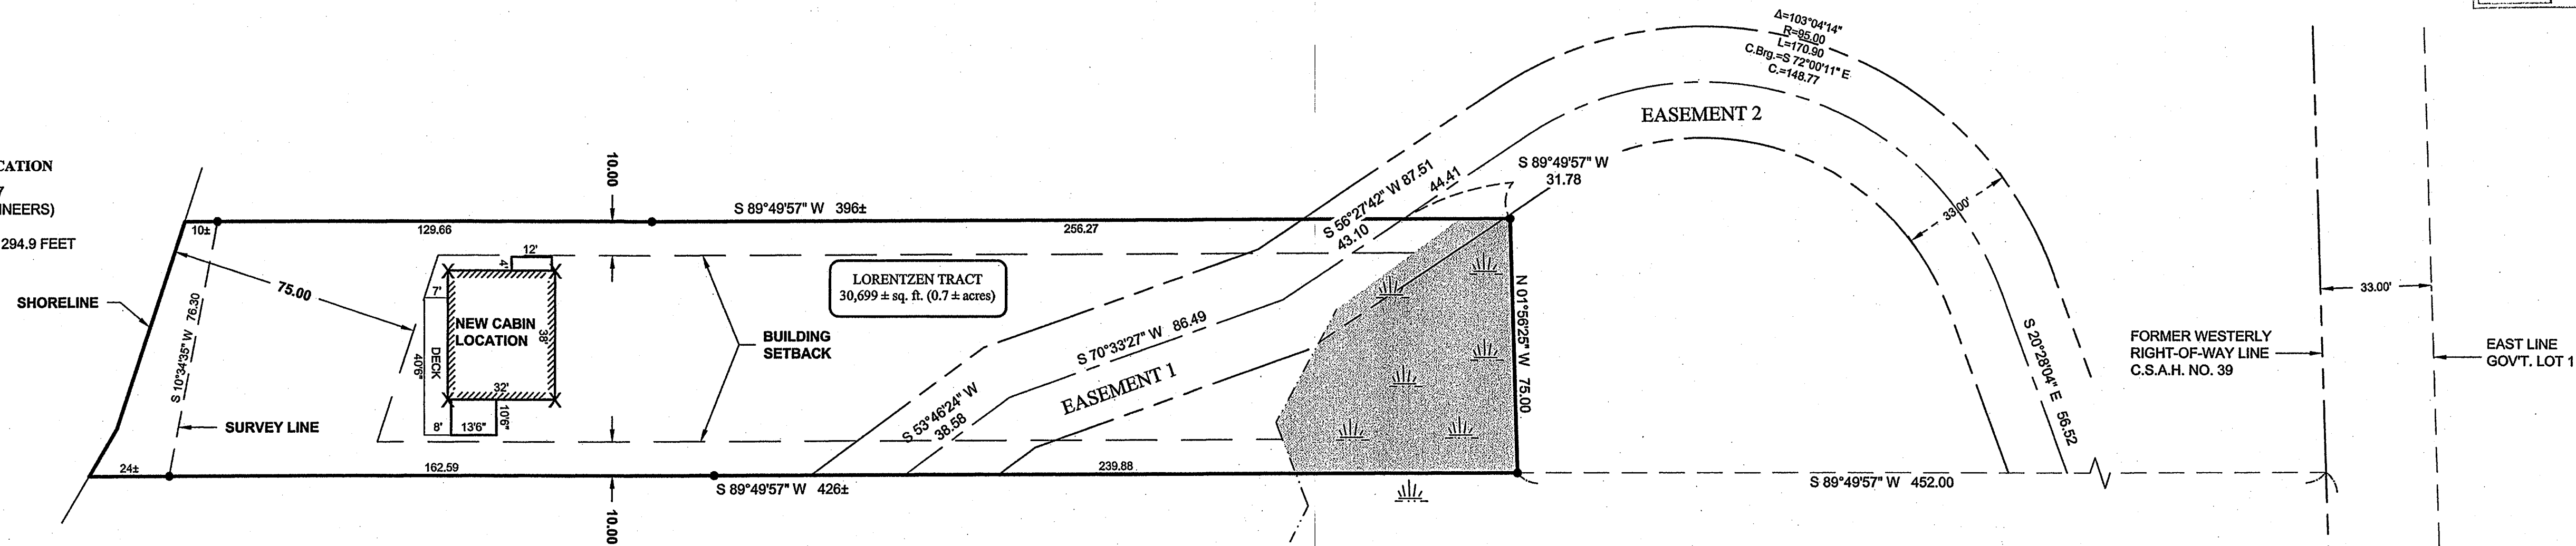 CATION
7
INEERS)
294.9 FEET
SHORELINE
10±
75.00
S 10°34'35" W 76.30
24±
SURVEY LINE
129.66
S 89°49'57" W 396±
10.00
256.27
12'
4'
7'
NEW CABIN
LOCATION
38'
DECK
40'6"
32'
8'
13'6"
10'6"
BUILDING
SETBACK
LORENTZEN TRACT
30,699 ± sq. ft. (0.7 ± acres)
162.59
S 89°49'57" W 426±
239.88
10.00
S 53°46'24" W
38.58
S 70°33'27" W 86.49
EASEMENT 1
S 56°27'42" W 87.51
43.10
44.41
S 89°49'57" W
31.78
N 01°56'25" W 75.00
Δ=103°04'14"
R=95.00
L=170.90
C.Brg.=S 72°00'11" E
C.=148.77
EASEMENT 2
33.00'
S 20°28'04" E 56.52
S 89°49'57" W 452.00
FORMER WESTERLY
RIGHT-OF-WAY LINE
C.S.A.H. NO. 39
33.00'
EAST LINE
GOV'T. LOT 1